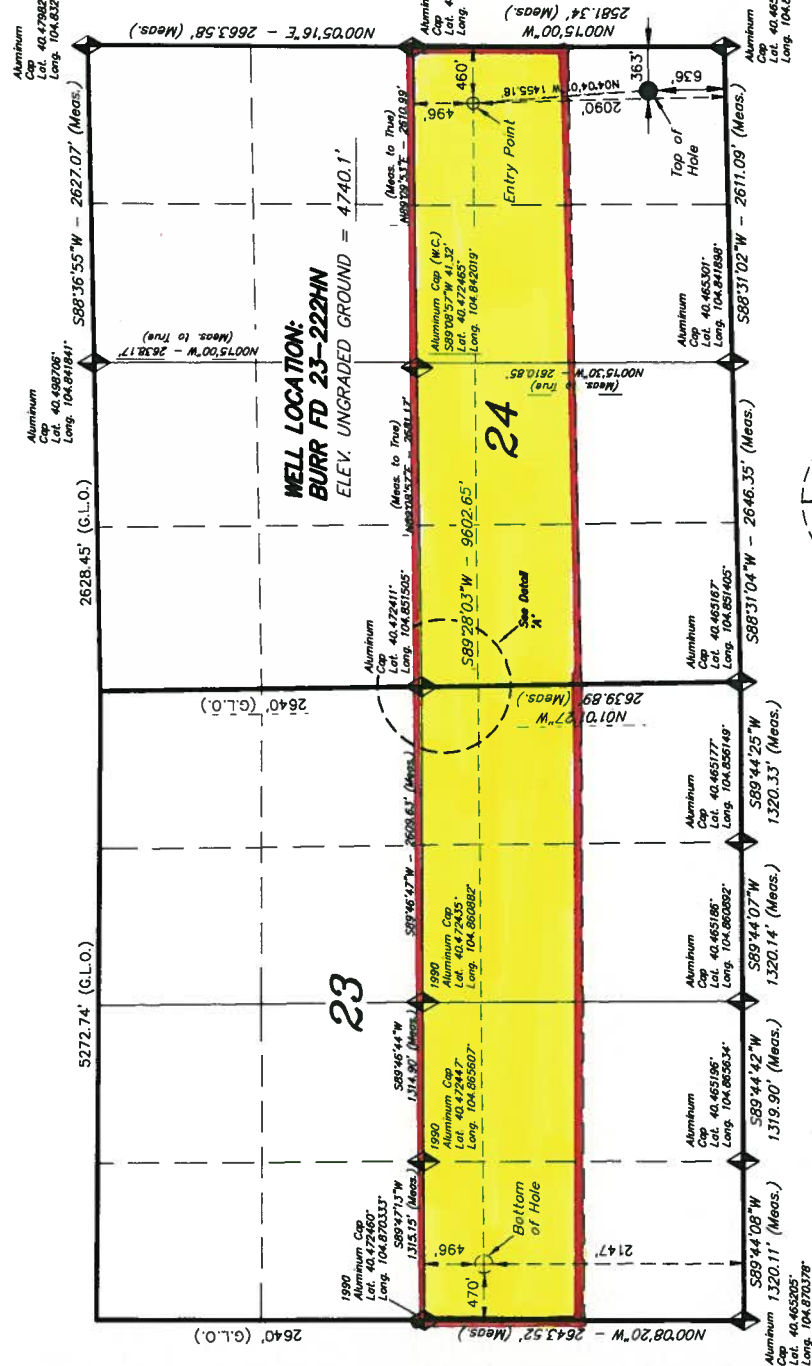 Aluminum
Cap
Lat. 40.47982
Long. 104.832
N00°05'16"E - 2663.58' (Meas.)
Aluminum
Cap
Lat. 4
Long.
N00°15'00"W
2581.34' (Meas.)
Lat. 40.465
Long. 104.8
Aluminum
Cap
Lat. 40.498706°
Long. 104.841841°
S88°36'55"W - 2627.07' (Meas.)
2628.45' (G.L.O.)
5272.74' (G.L.O.)
WELL LOCATION:
BURR FD 23-222HN
ELEV. UNGRADED GROUND = 4740.1'
N00°15'00"W - 2638.17'
(Meas. to True)
2640' (G.L.O.)
2640' (G.L.O.)
23
24
(Meas. to True)
N89°09'53"E - 2610.99'
(Meas. to True)
N89°08'57"E - 2681.17'
S89°46'47"W - 2609.63' (Meas.)
S89°46'44"W
1314.90' (Meas.)
S89°47'13"W
1315.15' (Meas.)
460'
496'
Entry Point
N04°04'01"W 1455.18'
2090'
363'
636'
Top of
Hole
Aluminum Cap (W.C.)
S89°08'57"W 41.32'
Lat. 40.472465°
Long. 104.842019°
N00°15'30"W - 2610.85'
(Meas. to True)
Aluminum
Cap
Lat. 40.472411°
Long. 104.851505°
S89°28'03"W - 9602.65'
See Detail
"A"
N01°01'27"W
2639.89' (Meas.)
1990
Aluminum Cap
Lat. 40.472435°
Long. 104.860882°
1990
Aluminum Cap
Lat. 40.472447°
Long. 104.865607°
1990
Aluminum Cap
Lat. 40.472460°
Long. 104.870333°
496'
470'
Bottom
of Hole
2147'
N00°08'20"W - 2643.52' (Meas.)
Aluminum
Cap
Lat. 40.465301°
Long. 104.841898°
Aluminum
Cap
Lat. 40.465167°
Long. 104.851405°
Aluminum
Cap
Lat. 40.465177°
Long. 104.856149°
Aluminum
Cap
Lat. 40.465186°
Long. 104.860892°
Aluminum
Cap
Lat. 40.465196°
Long. 104.865634°
Aluminum
Cap
Lat. 40.465205°
Long. 104.870378°
S88°31'02"W - 2611.09' (Meas.)
S88°31'04"W - 2646.35' (Meas.)
S89°44'25"W
1320.33' (Meas.)
S89°44'07"W
1320.14' (Meas.)
S89°44'42"W
1319.90' (Meas.)
S89°44'08"W
1320.11' (Meas.)